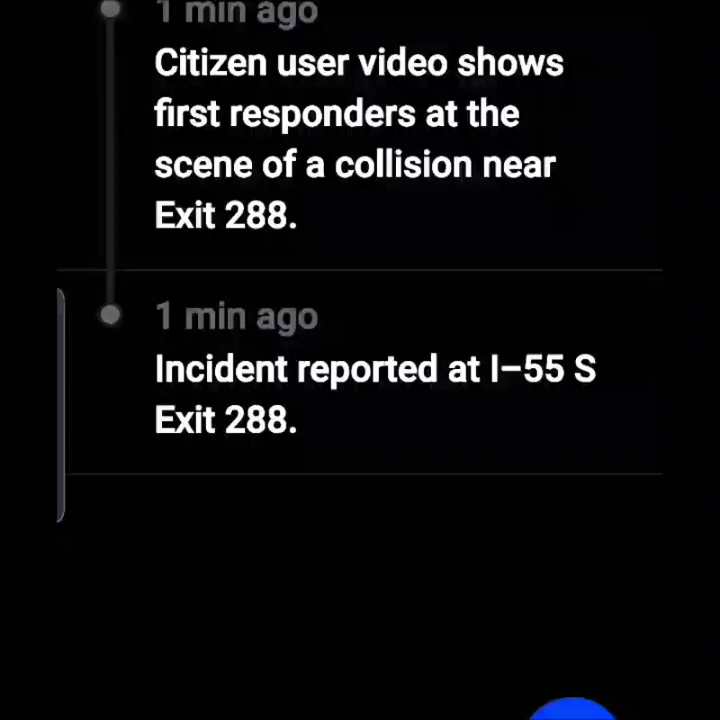 1 min ago
Citizen user video shows
first responders at the
scene of a collision near
Exit 288.
1 min ago
Incident reported at I–55 S
Exit 288.